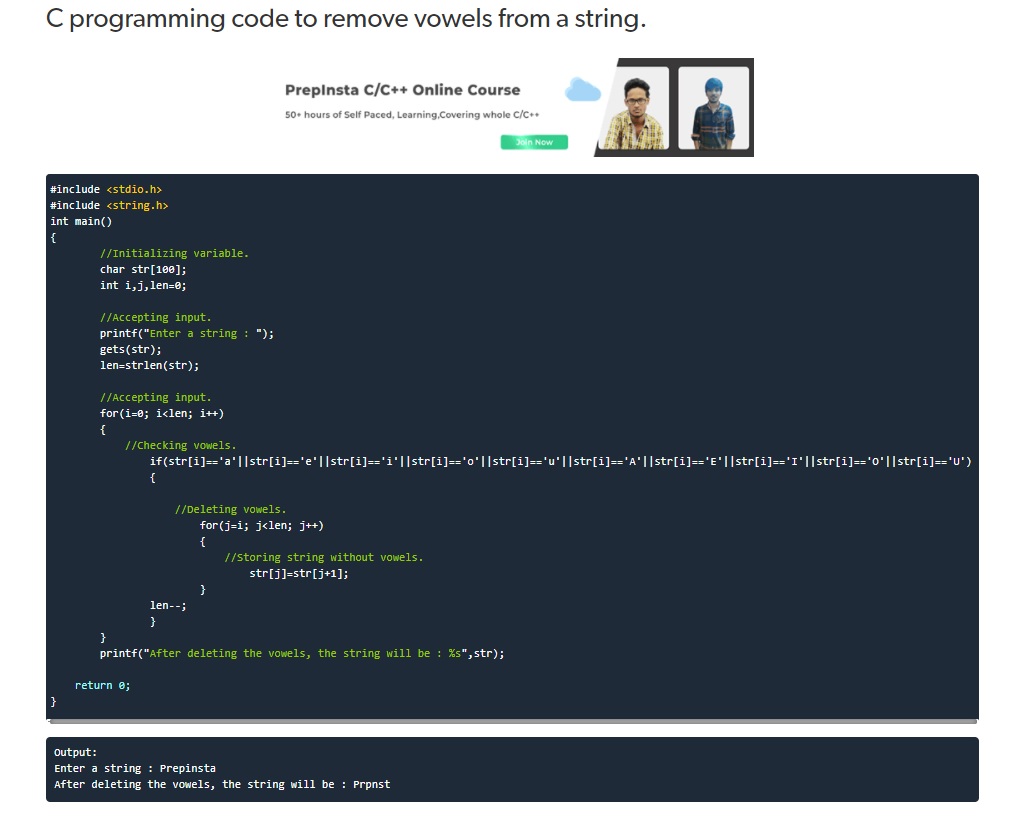 C programming code to remove vowels from a string.
PrepInsta C/C++ Online Course
50+ hours of Self Paced, Learning,Covering whole C/C++
Join Now
#include <stdio.h>
#include <string.h>
int main()
{
//Initializing variable.
char str[100];
int i,j,len=0;
//Accepting input.
printf("Enter a string : ");
gets(str);
len=strlen(str);
//Accepting input.
for(i=0; i<len; i++)
{
//Checking vowels.
if(str[i]=='a'||str[i]=='e'||str[i]=='i'||str[i]=='o'||str[i]=='u'||str[i]=='A'||str[i]=='E'||str[i]=='I'||str[i]=='O'||str[i]=='U')
{
//Deleting vowels.
for(j=i; j<len; j++)
{
//Storing string without vowels.
str[j]=str[j+1];
}
len--;
}
}
printf("After deleting the vowels, the string will be : %s",str);
return 0;
}
Output:
Enter a string : Prepinsta
After deleting the vowels, the string will be : Prpnst